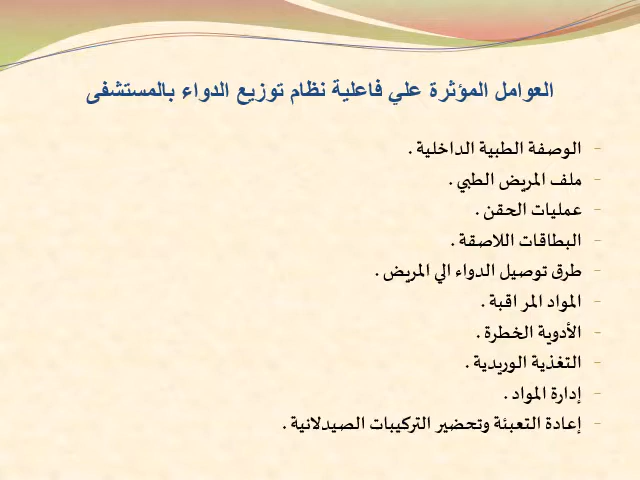 العوامل المؤثرة علي فاعلية نظام توزيع الدواء بالمستشفى
- الوصفة الطبية الداخلية .
- ملف المريض الطبي .
- عمليات الحقن .
- البطاقات اللاصقة .
- طرق توصيل الدواء الي المريض .
- المواد المراقبة .
- الأدوية الخطرة .
- التغذية الوريدية .
- إدارة المواد .
- إعادة التعبئة وتحضير التركيبات الصيدلانية .